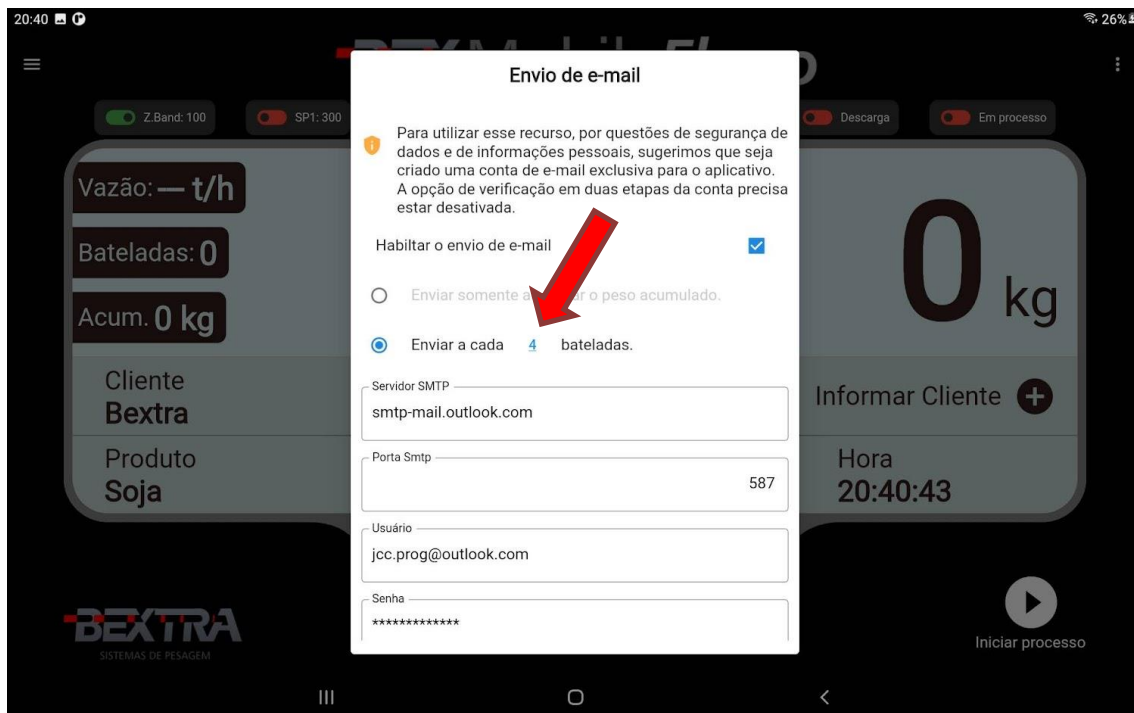 20:40
26%
BEXTRA Mobile Fluxo
Z.Band: 100
SP1: 300
Descarga
Em processo
Envio de e-mail
Para utilizar esse recurso, por questões de segurança de
dados e de informações pessoais, sugerimos que seja
criado uma conta de e-mail exclusiva para o aplicativo.
A opção de verificação em duas etapas da conta precisa
estar desativada.
Habiltar o envio de e-mail
Enviar somente o peso acumulado.
Enviar a cada 4 bateladas.
Servidor SMTP
smtp-mail.outlook.com
Porta Smtp
587
Usuário
jcc.prog@outlook.com
Senha
*************
Vazão: — t/h
Bateladas: 0
Acum. 0 kg
0 kg
Cliente
Bextra
Informar Cliente
Produto
Soja
Hora
20:40:43
BEXTRA
SISTEMAS DE PESAGEM
Iniciar processo